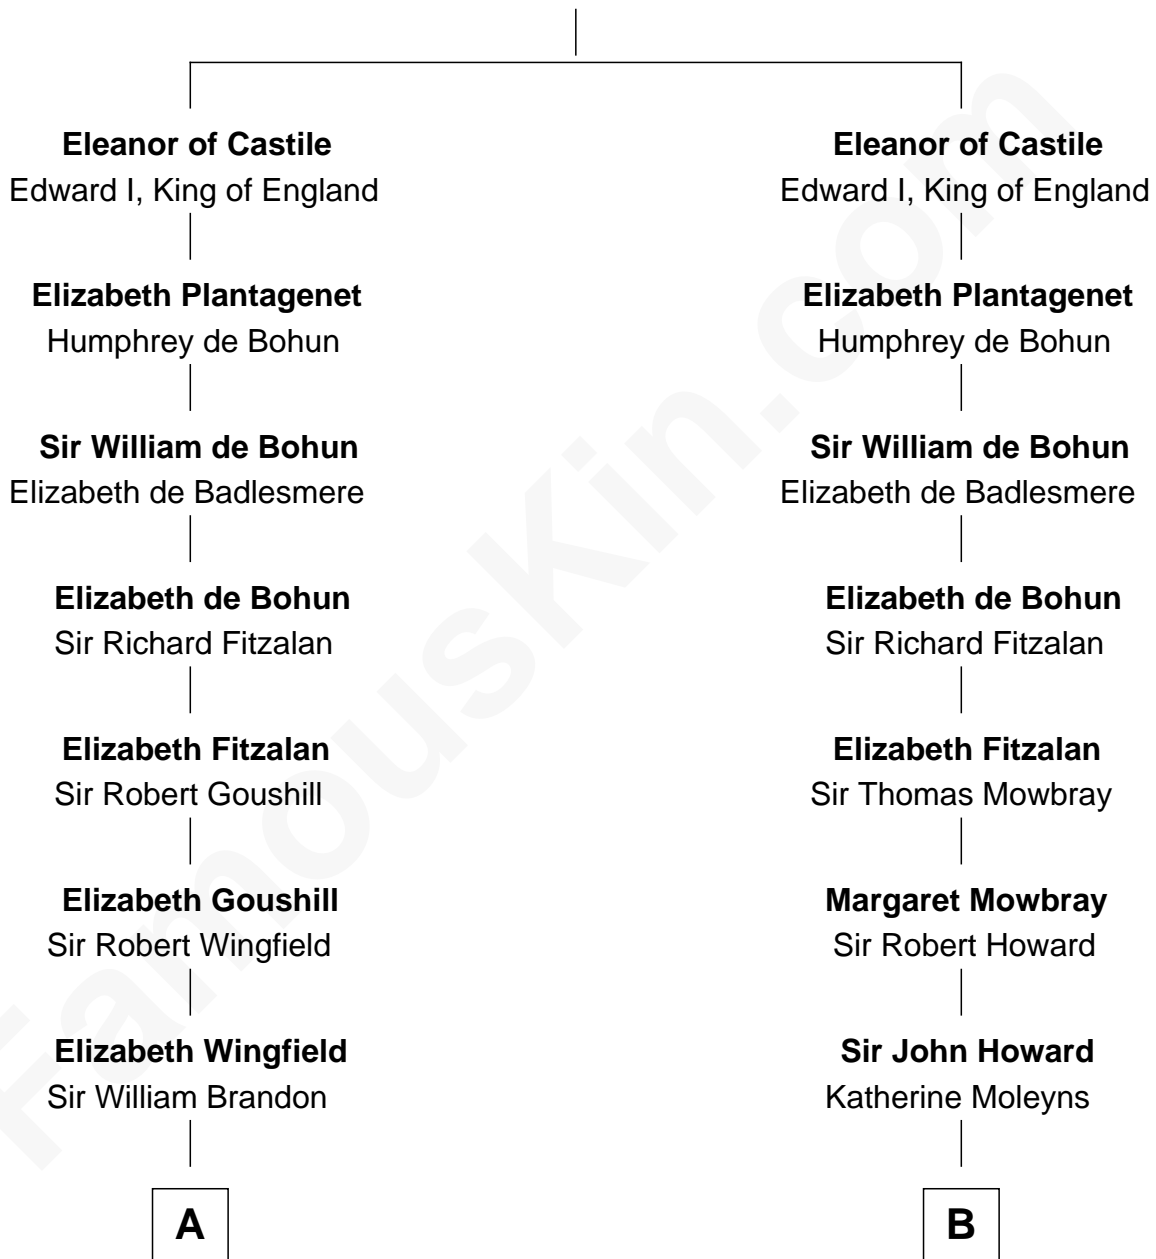 Eleanor of Castile
Edward I, King of England
Elizabeth Plantagenet
Humphrey de Bohun
Sir William de Bohun
Elizabeth de Badlesmere
Elizabeth de Bohun
Sir Richard Fitzalan
Elizabeth Fitzalan
Sir Robert Goushill
Elizabeth Goushill
Sir Robert Wingfield
Elizabeth Wingfield
Sir William Brandon
A
Eleanor of Castile
Edward I, King of England
Elizabeth Plantagenet
Humphrey de Bohun
Sir William de Bohun
Elizabeth de Badlesmere
Elizabeth de Bohun
Sir Richard Fitzalan
Elizabeth Fitzalan
Sir Thomas Mowbray
Margaret Mowbray
Sir Robert Howard
Sir John Howard
Katherine Moleyns
B
FamousKin.com